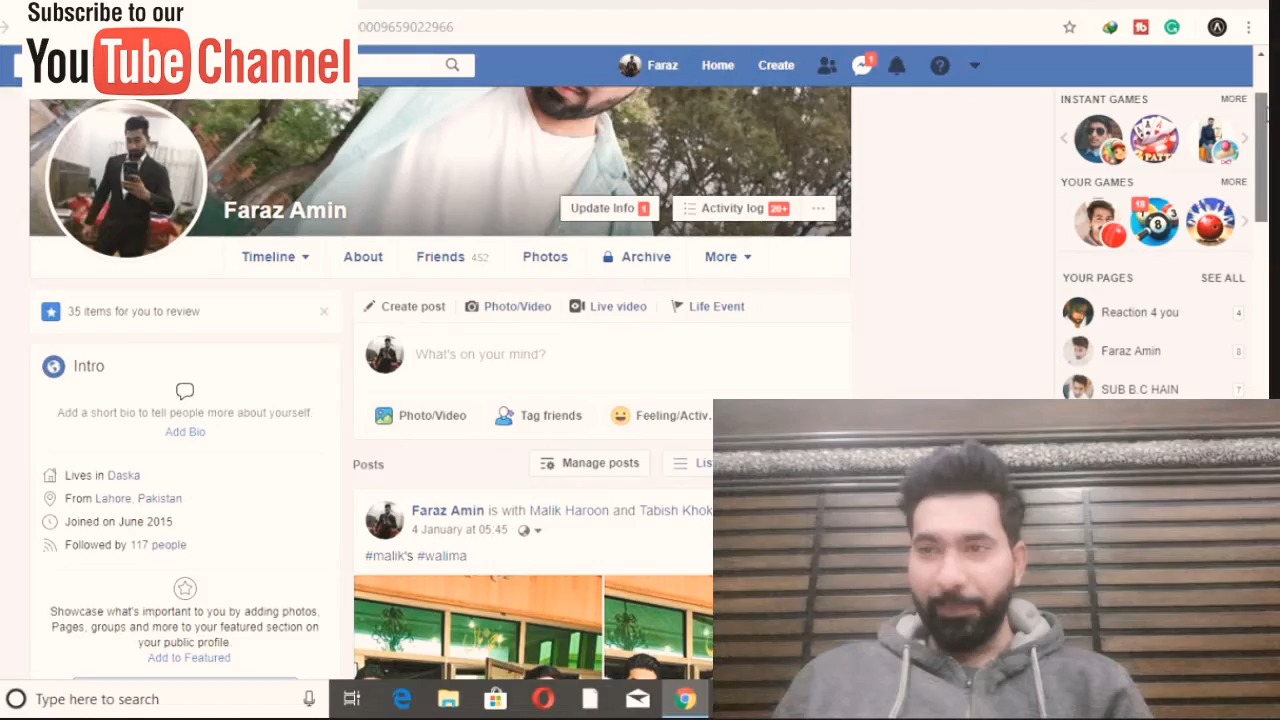 Subscribe to our
YouTube Channel
00009659022966
Faraz
Home
Create
1
Faraz Amin
Update Info 1
Activity log 20+
Timeline
About
Friends 452
Photos
Archive
More
35 items for you to review
Intro
Add a short bio to tell people more about yourself.
Add Bio
Lives in Daska
From Lahore, Pakistan
Joined on June 2015
Followed by 117 people
Showcase what's important to you by adding photos,
Pages, groups and more to your featured section on
your public profile.
Add to Featured
Create post
Photo/Video
Live video
Life Event
What's on your mind?
Photo/Video
Tag friends
Feeling/Activ..
Posts
Manage posts
Lis
Faraz Amin is with Malik Haroon and Tabish Khok
4 January at 05:45
#malik's #walima
INSTANT GAMES
MORE
PATTI
YOUR GAMES
MORE
18
8
YOUR PAGES
SEE ALL
Reaction 4 you
4
Faraz Amin
8
SUB B.C HAIN
7
Type here to search